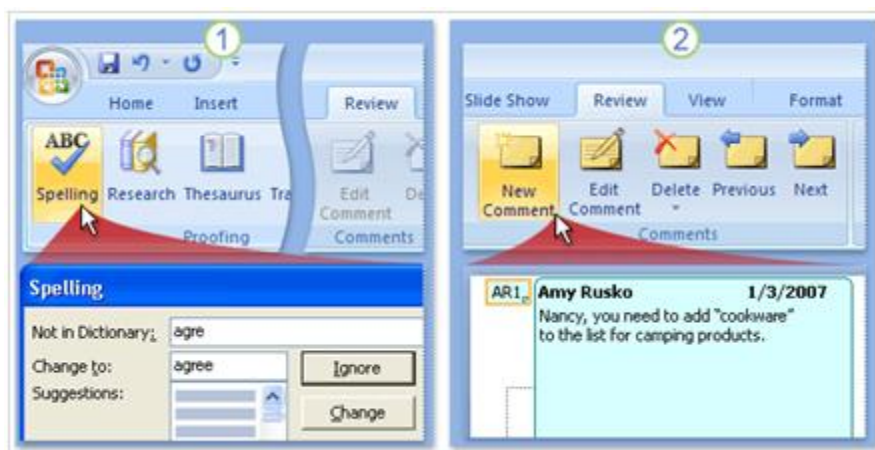 1
Home Insert Review
ABC
Spelling Research Thesaurus Tra Edit Comment De
Proofing Comments
Spelling
Not in Dictionary: agre
Change to: agree Ignore
Suggestions: Change
2
Slide Show Review View Format
New Comment Edit Comment Delete Previous Next
Comments
AR1 Amy Rusko 1/3/2007
Nancy, you need to add "cookware"
to the list for camping products.